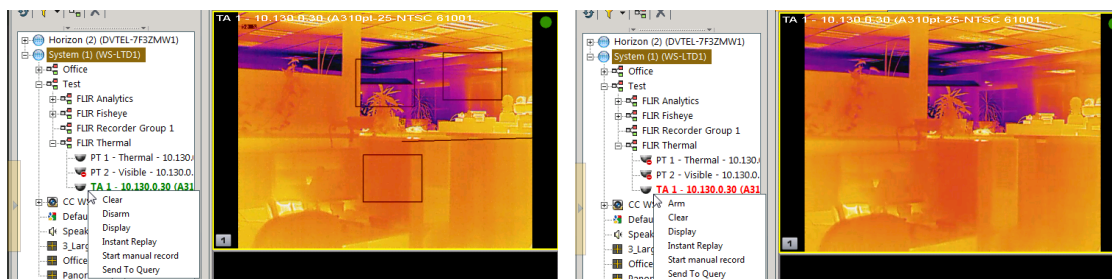 Horizon (2) (DVTEL-7F3ZMW1)
System (1) (WS-LTD1)
Office
Test
FLIR Analytics
FLIR Fisheye
FLIR Recorder Group 1
FLIR Thermal
PT 1 - Thermal - 10.130.
PT 2 - Visible - 10.130.0.
TA 1 - 10.130.0.30 (A31
CC W
Clear
Defau
Disarm
Speak
Display
3_Larg
Instant Replay
Office
Start manual record
Panor
Send To Query
TA 1 - 10.130.0.30 (A310pt-25-NTSC 61001...
1
Horizon (2) (DVTEL-7F3ZMW1)
System (1) (WS-LTD1)
Office
Test
FLIR Analytics
FLIR Fisheye
FLIR Recorder Group 1
FLIR Thermal
PT 1 - Thermal - 10.130.
PT 2 - Visible - 10.130.0.
TA 1 - 10.130.0.30 (A31
CC W
Arm
Defau
Clear
Speak
Display
3_Larg
Instant Replay
Office
Start manual record
Panor
Send To Query
TA 1 - 10.130.0.30 (A310pt-25-NTSC 61001...
1